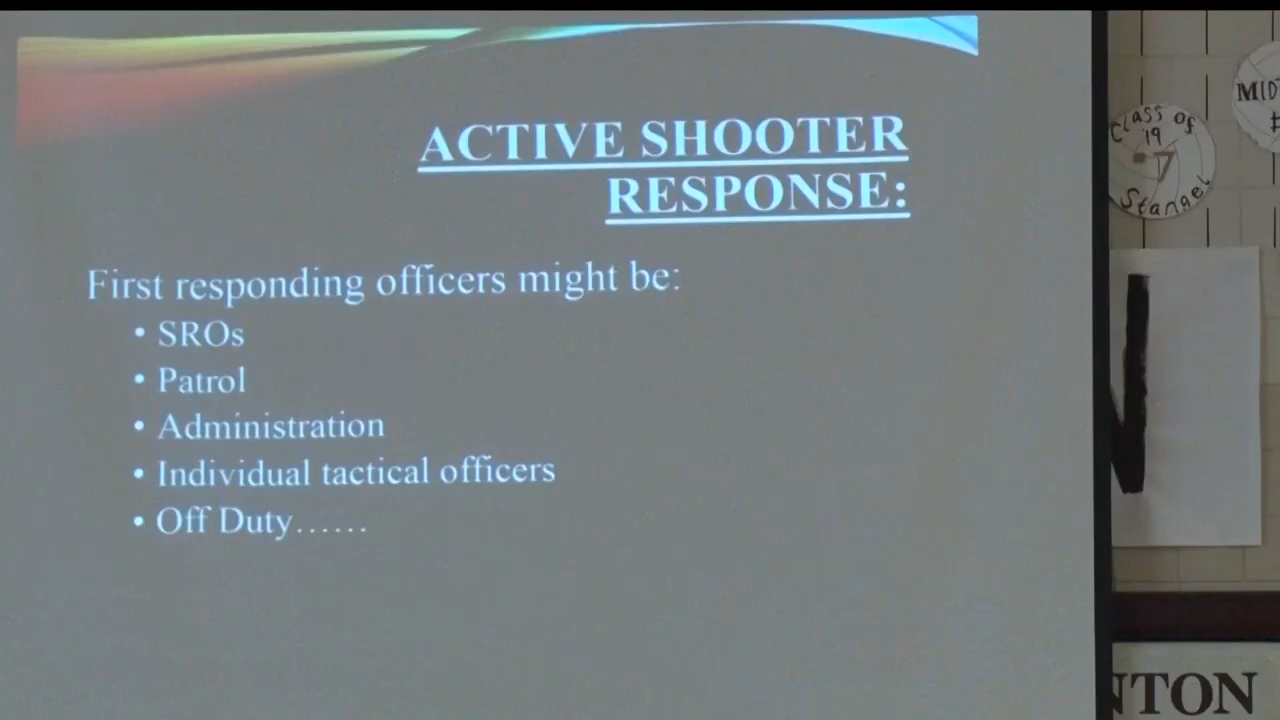 ACTIVE SHOOTER
RESPONSE:
First responding officers might be:
• SROs
• Patrol
• Administration
• Individual tactical officers
• Off Duty……
Class of
19
Stangel
MID
N
NTON